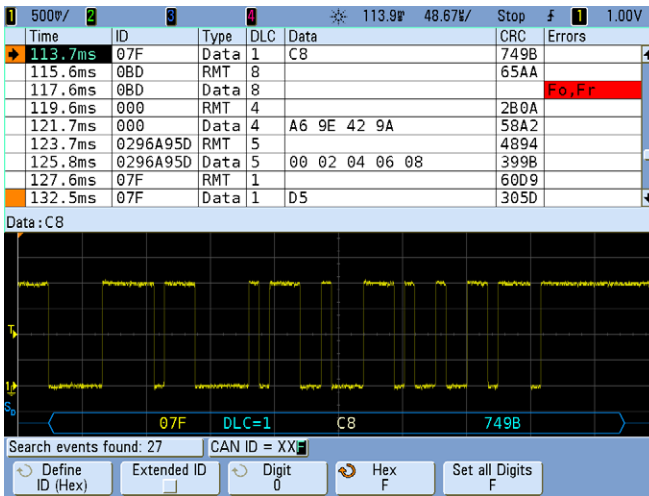 1 500▽/ 2 3 4 113.9▽ 48.67▽/ Stop 1 1.00V
Time ID Type DLC Data CRC Errors
113.7ms 07F Data 1 C8 749B
115.6ms 0BD RMT 8 65AA
117.6ms 0BD Data 8 Fo,Fr
119.6ms 000 RMT 4 2B0A
121.7ms 000 Data 4 A6 9E 42 9A 58A2
123.7ms 0296A95D RMT 5 4894
125.8ms 0296A95D Data 5 00 02 04 06 08 399B
127.6ms 07F RMT 1 60D9
132.5ms 07F Data 1 D5 305D
Data:C8
T
07F DLC=1 C8 749B
Search events found: 27 CAN ID = XXF
Define ID (Hex)
Extended ID
Digit 0
Hex F
Set all Digits F